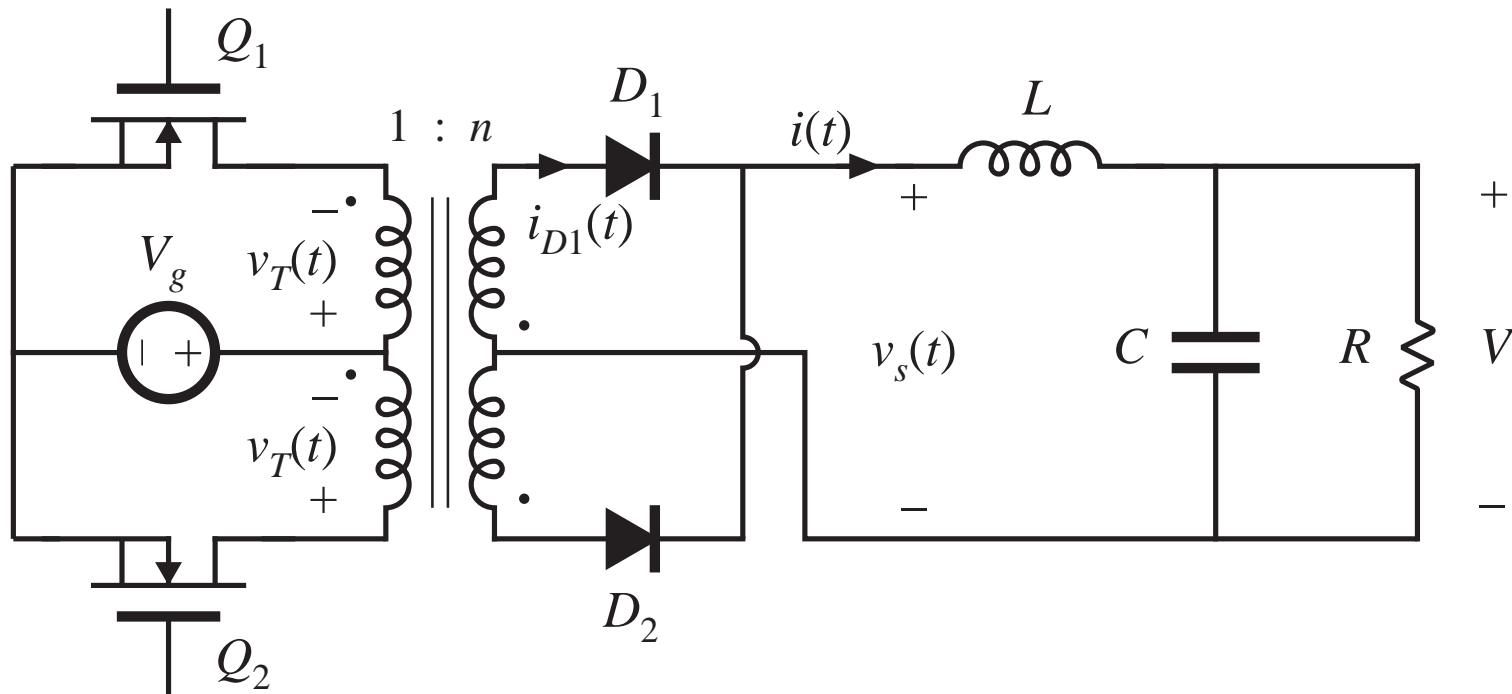 Q1
D1
L
1 : n
i(t)
+
+
−
iD1(t)
Vg
vT(t)
+
− +
vs(t)
C
R
V
−
vT(t)
+
−
−
D2
Q2